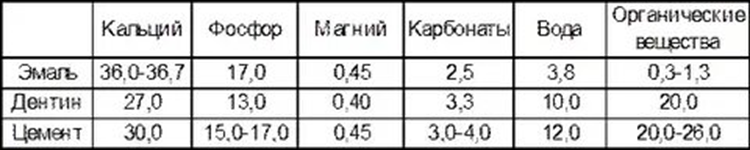 Кальций Фосфор Магний Карбонаты Вода Органические вещества
Эмаль 36,0-36,7 17,0 0,45 2,5 3,8 0,3-1,3
Дентин 27,0 13,0 0,40 3,3 10,0 20,0
Цемент 30,0 15,0-17,0 0,45 3,0-4,0 12,0 20,0-26,0